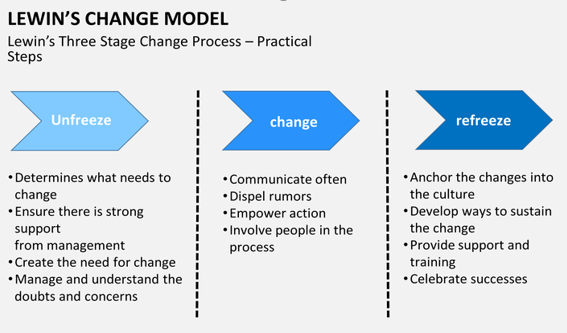 LEWIN'S CHANGE MODEL
Lewin's Three Stage Change Process – Practical
Steps
Unfreeze
•Determines what needs to
change
•Ensure there is strong
support
from management
•Create the need for change
•Manage and understand the
doubts and concerns
change
•Communicate often
•Dispel rumors
•Empower action
•Involve people in the
process
refreeze
•Anchor the changes into
the culture
•Develop ways to sustain
the change
•Provide support and
training
•Celebrate successes